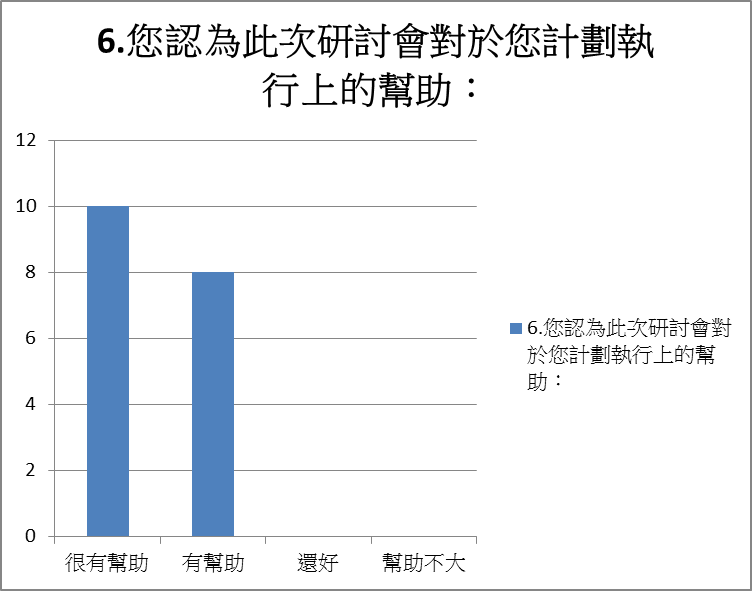 6.您認為此次研討會對於您計劃執
行上的幫助：
12
10
8
6
4
2
0
很有幫助
有幫助
還好
幫助不大
6.您認為此次研討會對
於您計劃執行上的幫
助：